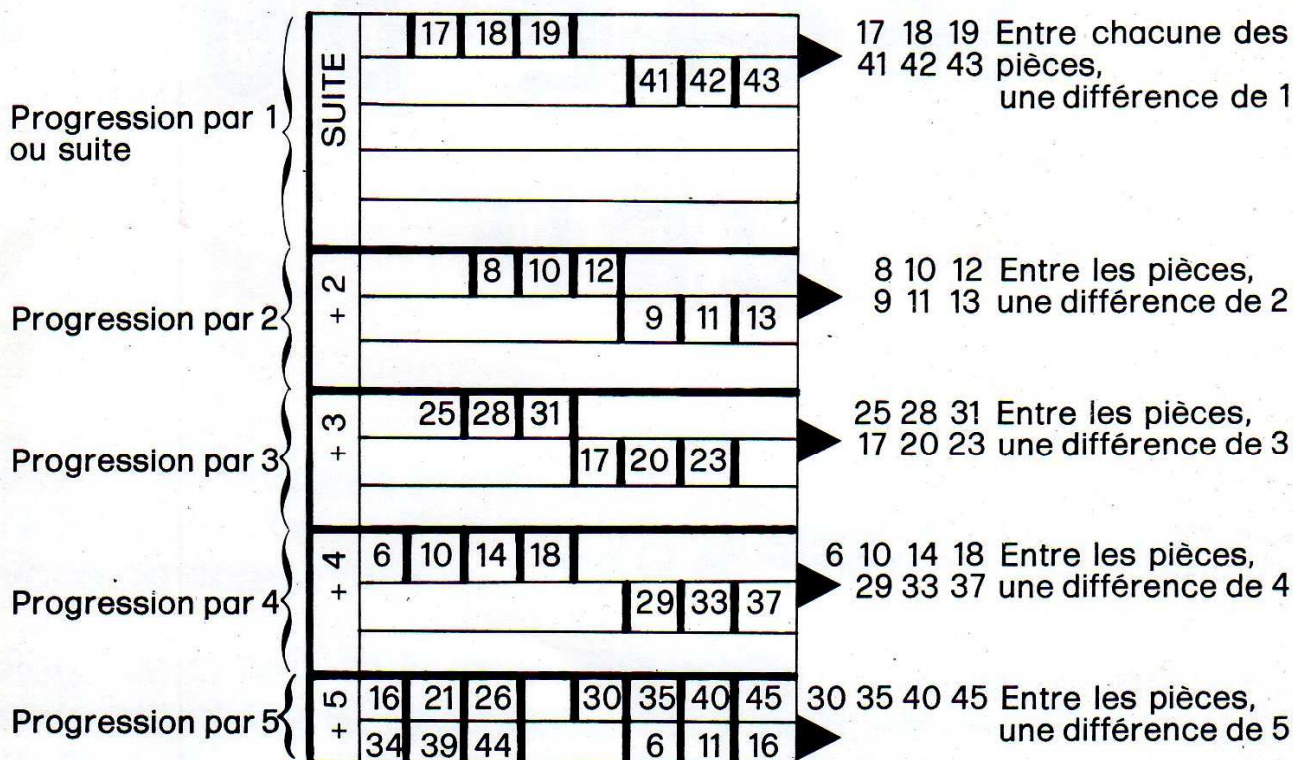 Progression par 1
ou suite
SUITE
17 18 19
41 42 43
17 18 19 Entre chacune des
41 42 43 pièces,
une différence de 1
Progression par 2
+ 2
8 10 12
9 11 13
8 10 12 Entre les pièces,
9 11 13 une différence de 2
Progression par 3
+ 3
25 28 31
17 20 23
25 28 31 Entre les pièces,
17 20 23 une différence de 3
Progression par 4
+ 4
6 10 14 18
29 33 37
6 10 14 18 Entre les pièces,
29 33 37 une différence de 4
Progression par 5
+ 5
16 21 26 30 35 40 45
34 39 44 6 11 16
30 35 40 45 Entre les pièces,
une différence de 5